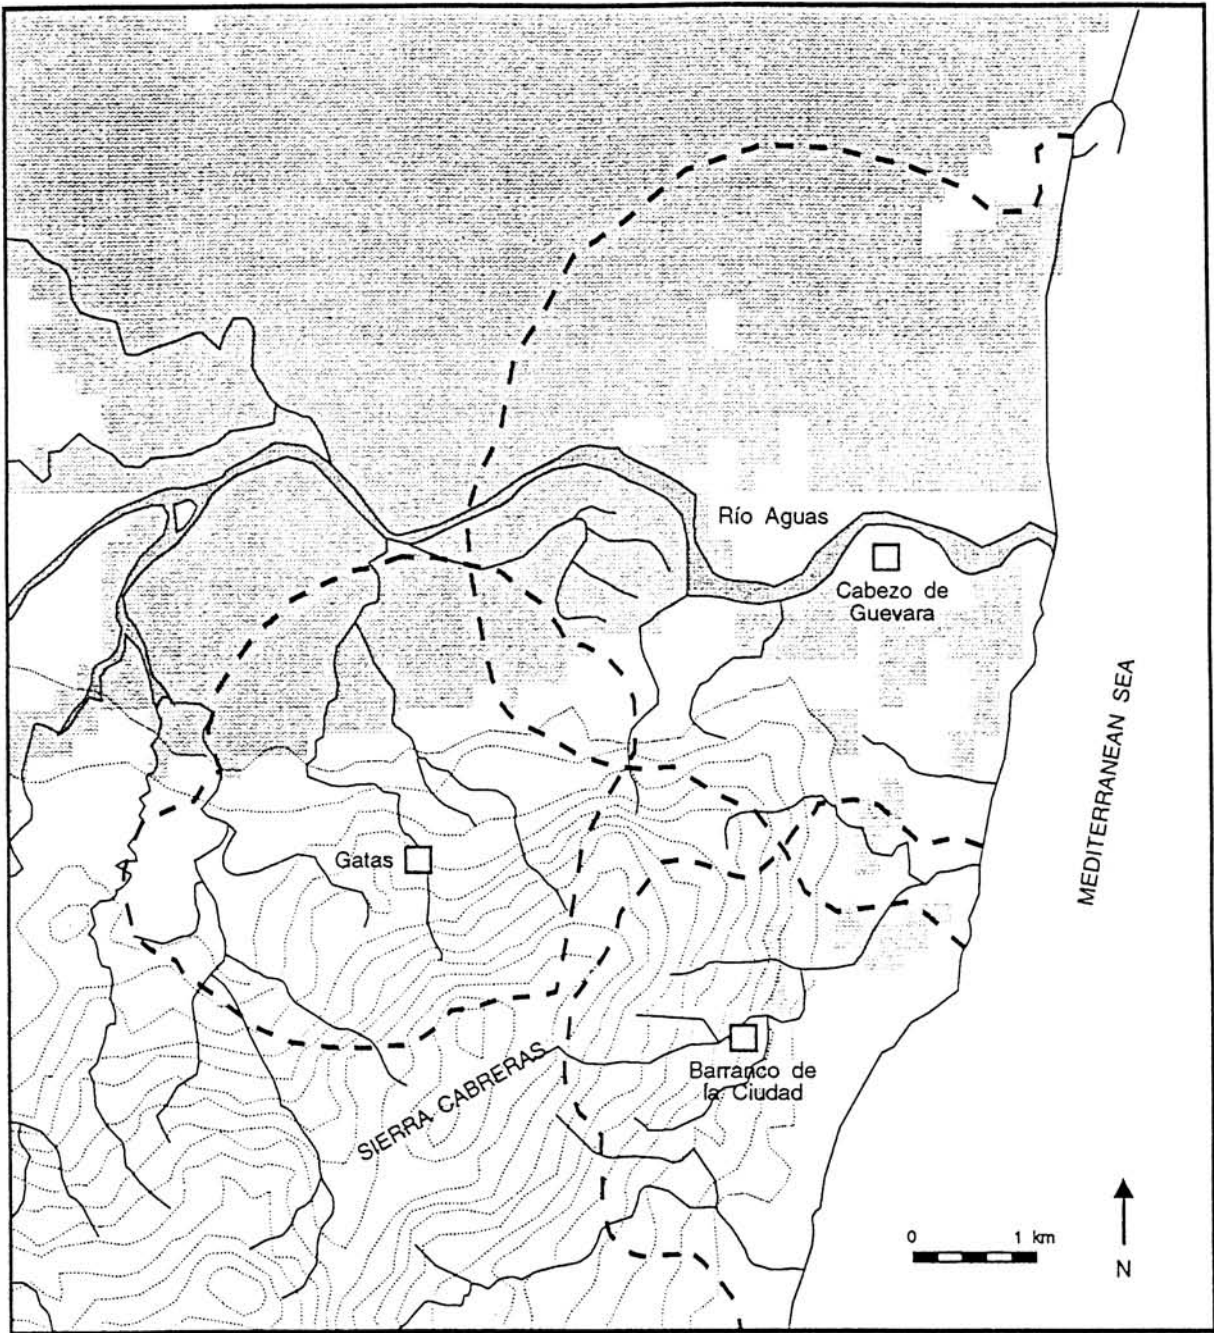 Río Aguas
Cabezo de
Guevara
MEDITERRANEAN SEA
Gatas
Barranco de
la Ciudad
SIERRA CABRERAS
0 1 km
N